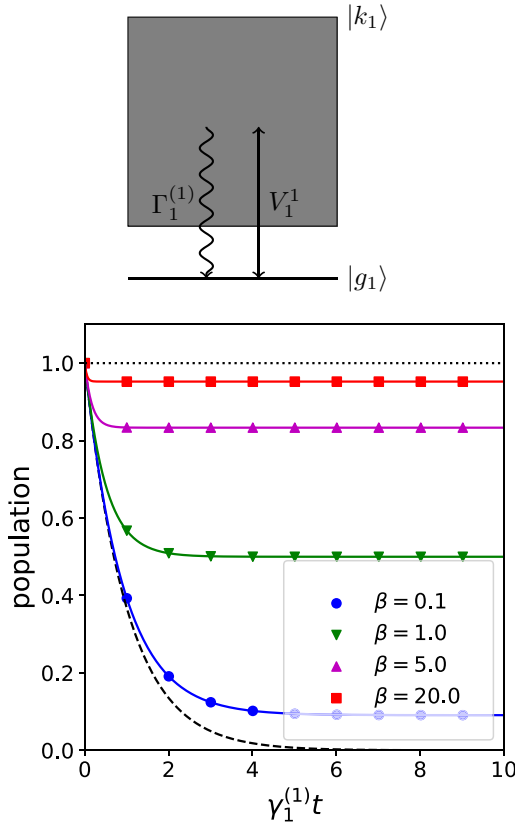 |k₁⟩
Γ₁⁽¹⁾ V₁¹
|g₁⟩
1.0
0.8
0.6
0.4
0.2
0.0
population
β = 0.1
β = 1.0
β = 5.0
β = 20.0
0 2 4 6 8 10
γ₁⁽¹⁾t